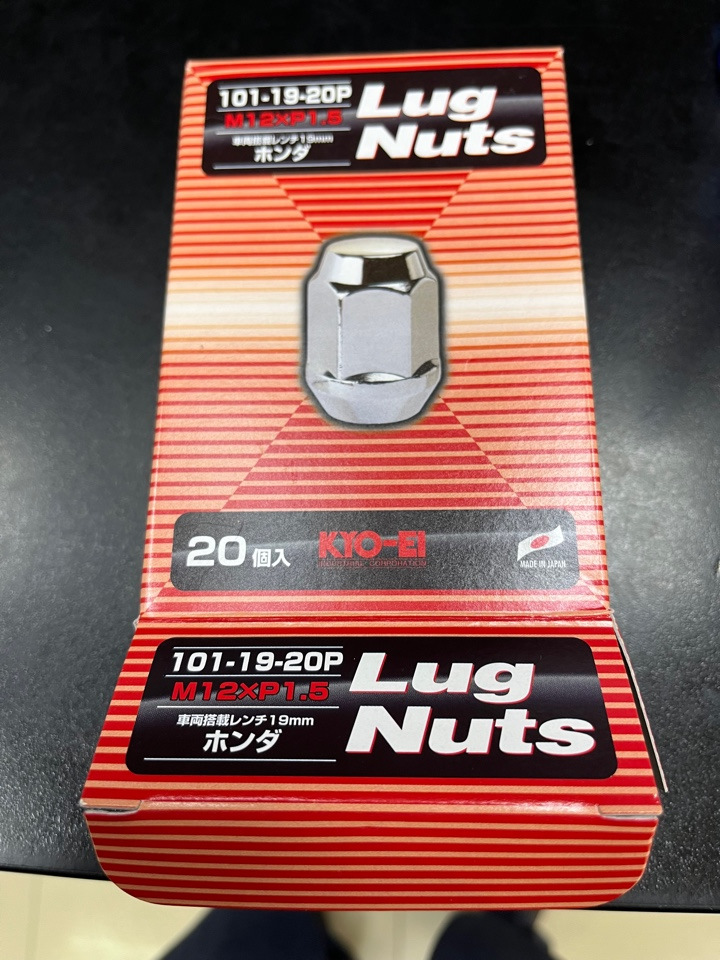 101-19-20P
M12×P1.5
車両搭載レンチ19mm
ホンダ
Lug
Nuts
20個入
KYO-EI
INDUSTRIAL CORPORATION
MADE IN JAPAN
101-19-20P
M12×P1.5
車両搭載レンチ19mm
ホンダ
Lug
Nuts